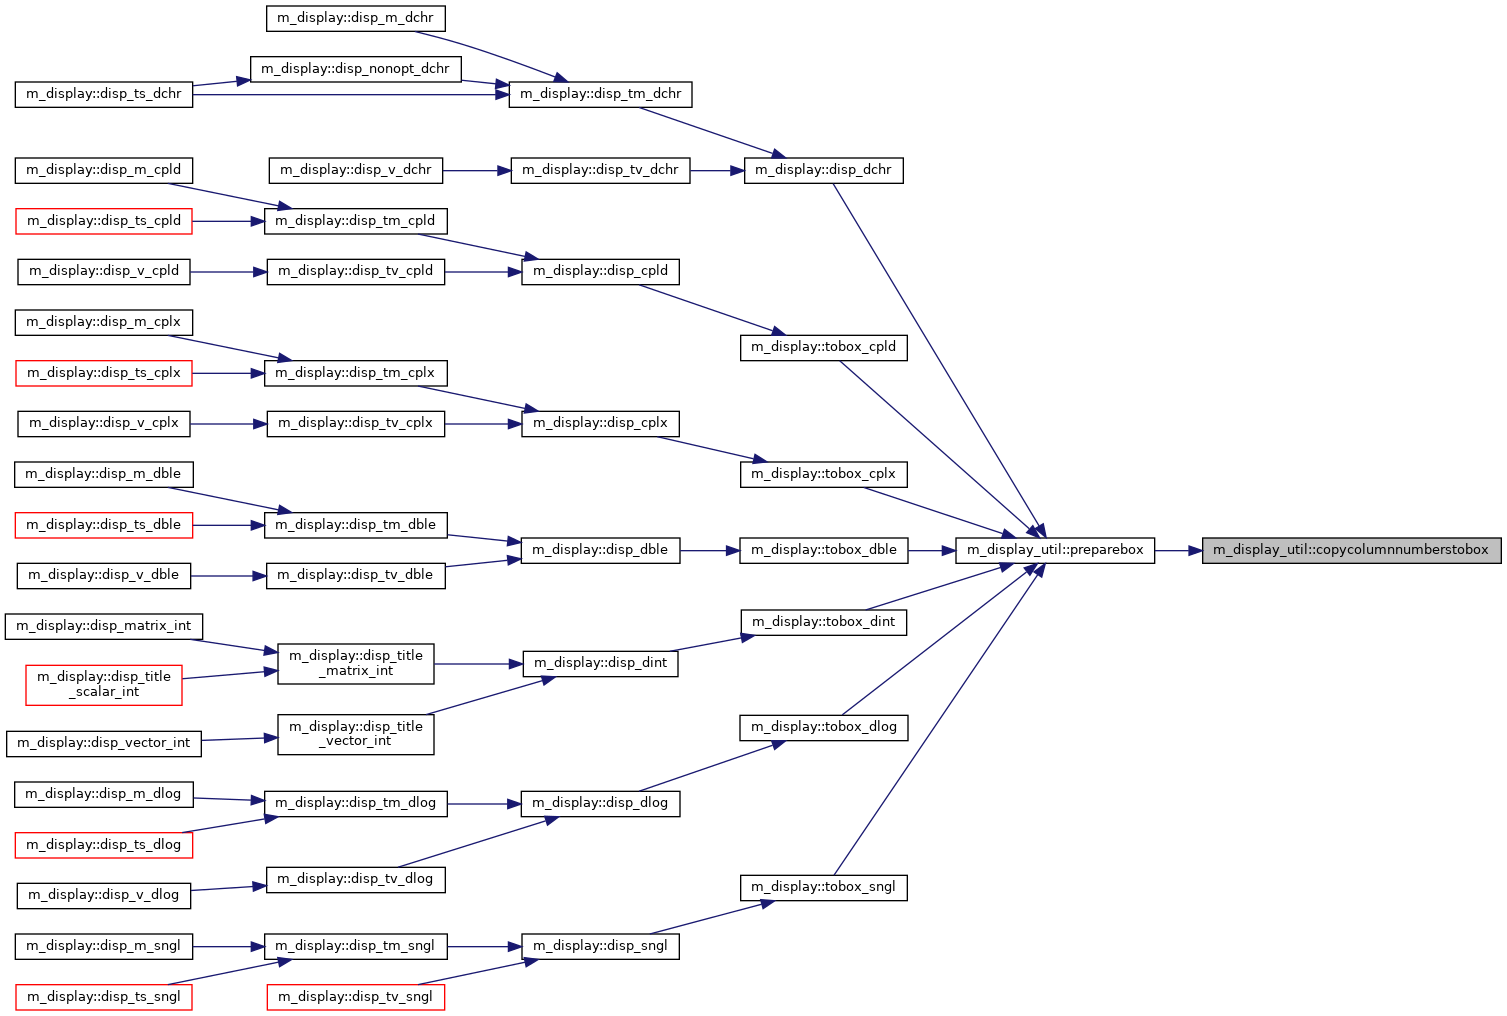 m_display::disp_m_dchr
m_display::disp_nonopt_dchr
m_display::disp_ts_dchr
m_display::disp_tm_dchr
m_display::disp_m_cpld
m_display::disp_v_dchr
m_display::disp_tv_dchr
m_display::disp_dchr
m_display::disp_ts_cpld
m_display::disp_tm_cpld
m_display::disp_v_cpld
m_display::disp_tv_cpld
m_display::disp_cpld
m_display::disp_m_cplx
m_display::tobox_cpld
m_display::disp_ts_cplx
m_display::disp_tm_cplx
m_display::disp_v_cplx
m_display::disp_tv_cplx
m_display::disp_cplx
m_display::disp_m_dble
m_display::tobox_cplx
m_display::disp_ts_dble
m_display::disp_tm_dble
m_display::disp_dble
m_display::tobox_dble
m_display_util::preparebox
m_display_util::copycolumnnumberstobox
m_display::disp_v_dble
m_display::disp_tv_dble
m_display::disp_matrix_int
m_display::tobox_dint
m_display::disp_title
_matrix_int
m_display::disp_dint
m_display::disp_title
_scalar_int
m_display::disp_title
_vector_int
m_display::tobox_dlog
m_display::disp_vector_int
m_display::disp_m_dlog
m_display::disp_tm_dlog
m_display::disp_dlog
m_display::disp_ts_dlog
m_display::disp_tv_dlog
m_display::tobox_sngl
m_display::disp_v_dlog
m_display::disp_m_sngl
m_display::disp_tm_sngl
m_display::disp_sngl
m_display::disp_ts_sngl
m_display::disp_tv_sngl